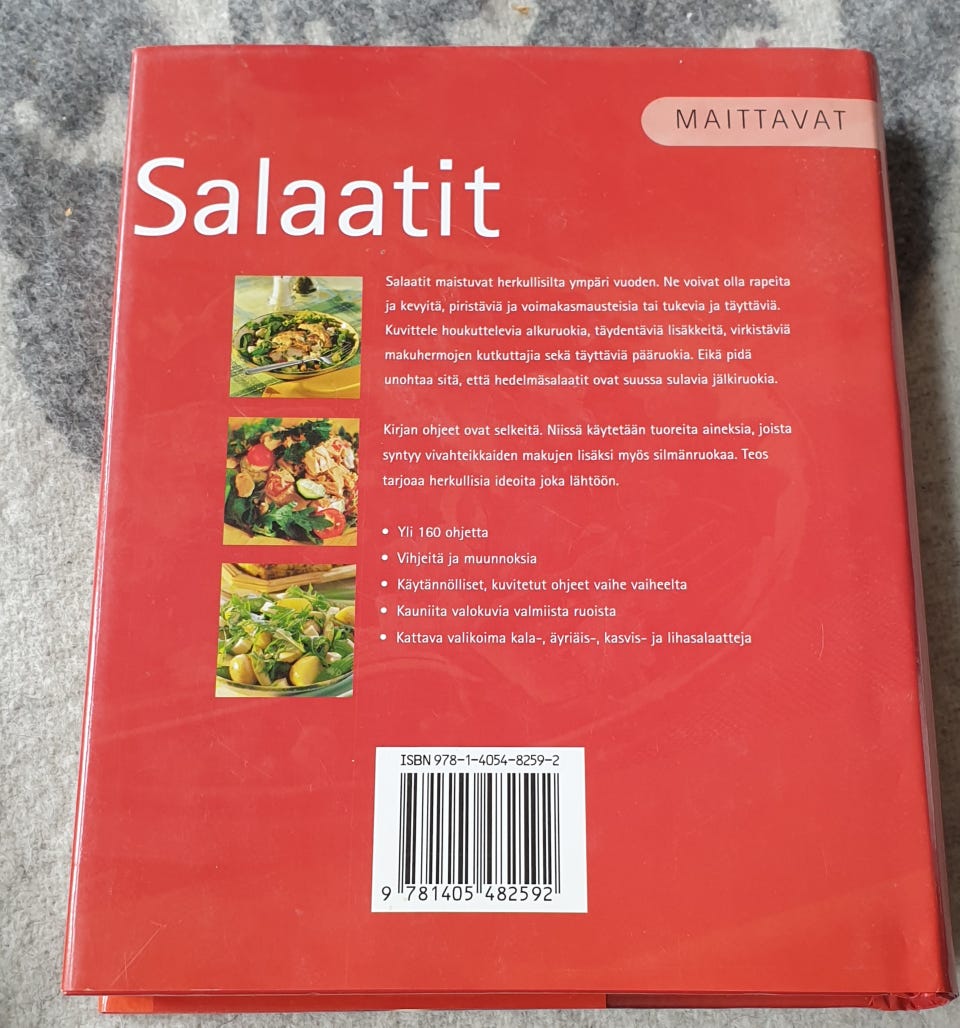 MAITTAVAT
Salaatit
Salaatit maistuvat herkullisilta ympäri vuoden. Ne voivat olla rapeita
ja kevyitä, piristäviä ja voimakasmausteisia tai tukevia ja täyttäviä.
Kuvittele houkuttelevia alkuruokia, täydentäviä lisäkkeitä, virkistäviä
makuhermojen kutkuttajia sekä täyttäviä pääruokia. Eikä pidä
unohtaa sitä, että hedelmäsalaatit ovat suussa sulavia jälkiruokia.
Kirjan ohjeet ovat selkeitä. Niissä käytetään tuoreita aineksia, joista
syntyy vivahteikkaiden makujen lisäksi myös silmänruokaa. Teos
tarjoaa herkullisia ideoita joka lähtöön.
• Yli 160 ohjetta
• Vihjeitä ja muunnoksia
• Käytännölliset, kuvitetut ohjeet vaihe vaiheelta
• Kauniita valokuvia valmiista ruoista
• Kattava valikoima kala-, äyriäis-, kasvis- ja lihasalaatteja
ISBN 978-1-4054-8259-2
9 781405 482592